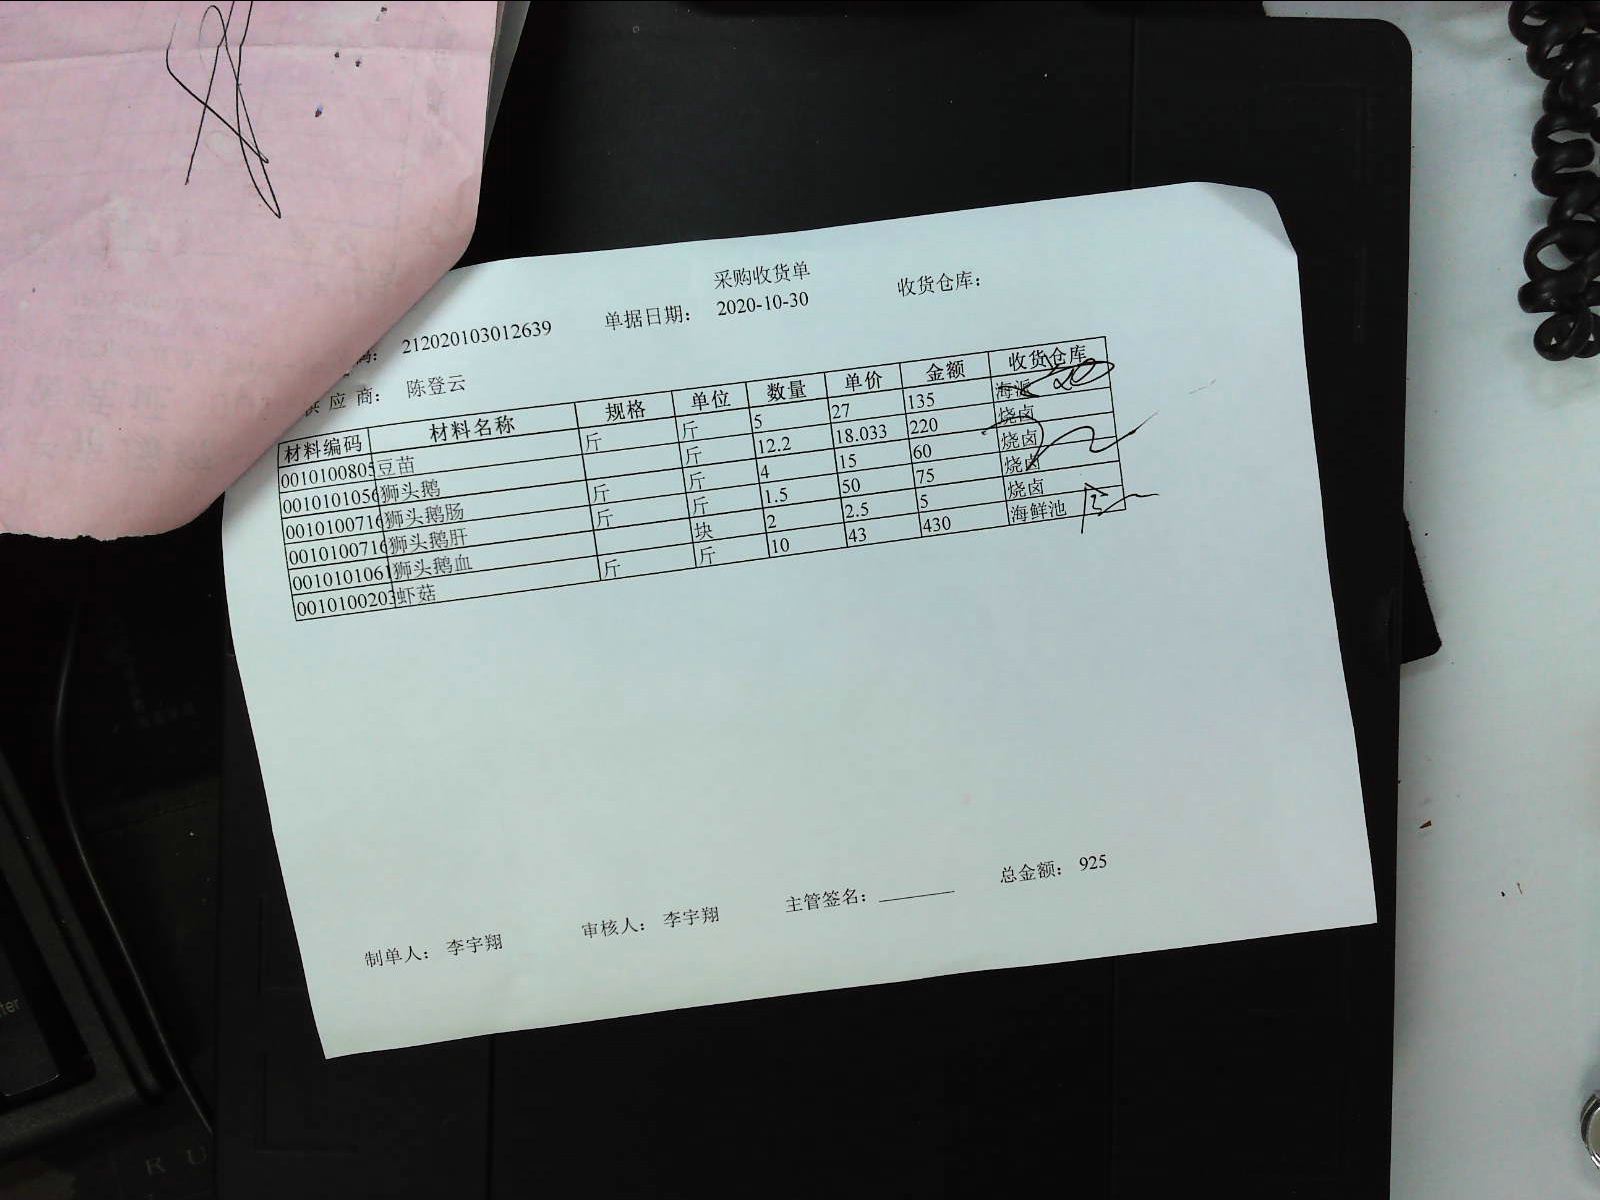 采购收货单
码： 212020103012639 单据日期： 2020-10-30 收货仓库：
供 应 商： 陈登云
材料编码 材料名称 规格 单位 数量 单价 金额 收货仓库
0010100805 豆苗 斤 斤 5 27 135 海派
001010105 狮头鹅 斤 12.2 18.033 220 烧卤
001010071 狮头鹅肠 斤 斤 4 15 60 烧卤
001010071 狮头鹅肝 斤 斤 1.5 50 75 烧卤
001010106 狮头鹅血 块 2 2.5 5 烧卤
001010020 虾菇 斤 斤 10 43 430 海鲜池
总金额： 925
制单人： 李宇翔 审核人： 李宇翔 主管签名：